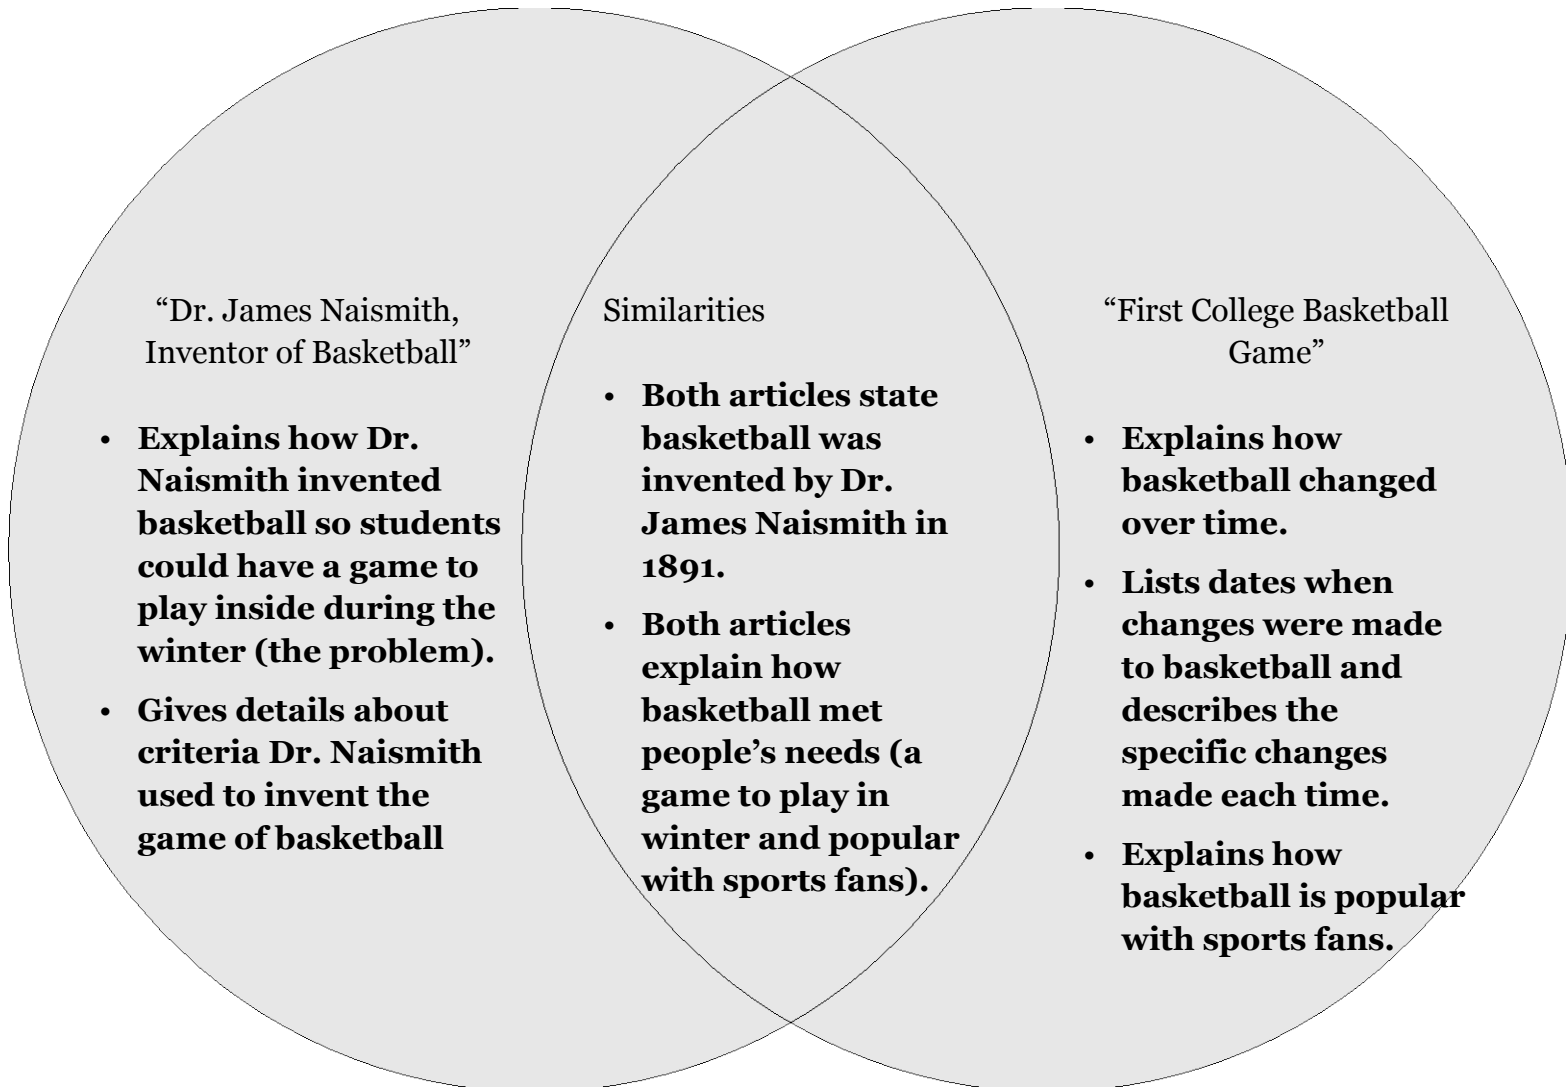 “Dr. James Naismith,
Inventor of Basketball”
• Explains how Dr.
Naismith invented
basketball so students
could have a game to
play inside during the
winter (the problem).
• Gives details about
criteria Dr. Naismith
used to invent the
game of basketball
Similarities
• Both articles state
basketball was
invented by Dr.
James Naismith in
1891.
• Both articles
explain how
basketball met
people’s needs (a
game to play in
winter and popular
with sports fans).
“First College Basketball
Game”
• Explains how
basketball changed
over time.
• Lists dates when
changes were made
to basketball and
describes the
specific changes
made each time.
• Explains how
basketball is popular
with sports fans.